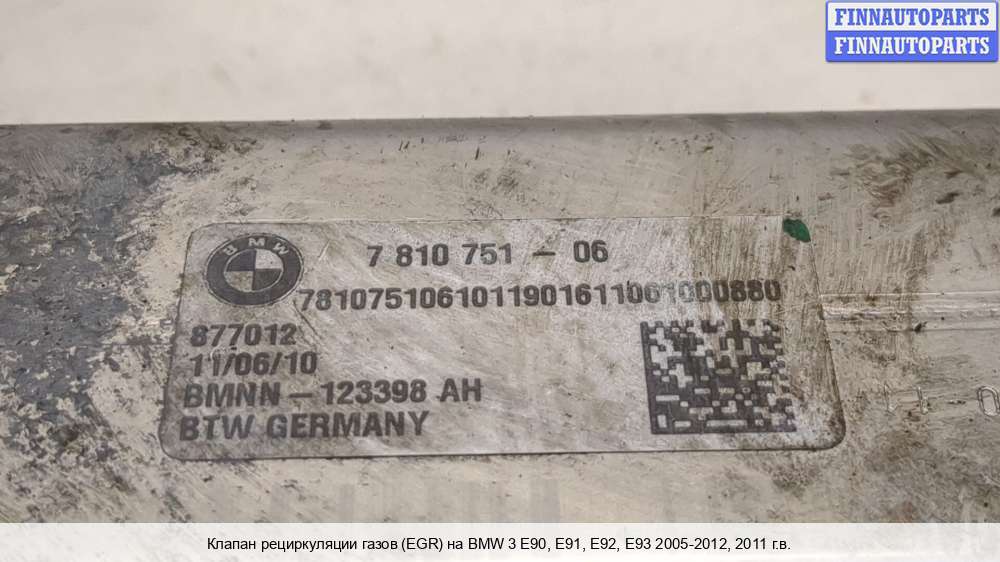 FINNAUTOPARTS
FINNAUTOPARTS
BMW
7 810 751 – 06
7810751061011901611061000880
877012
11/06/10
BMNN – 123398 AH
BTW GERMANY
Клапан рециркуляции газов (EGR) на BMW 3 E90, E91, E92, E93 2005-2012, 2011 г.в.